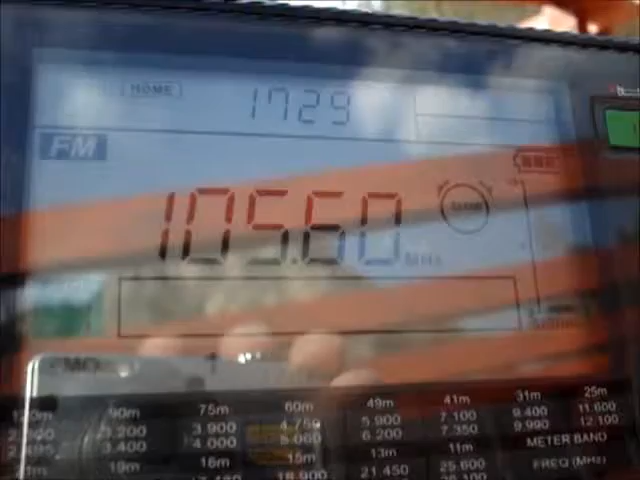 HOME 1729
FM
105.60 MHz
90m 75m 60m 49m 41m 31m 25m
3.200 3.900 4.750 5.900 7.100 9.400 11.600
3.400 4.000 5.060 6.200 7.350 9.990 12.100
19m 16m 15m 13m 11m METER BAND
18.900 21.450 25.600 FREQ (MHz)